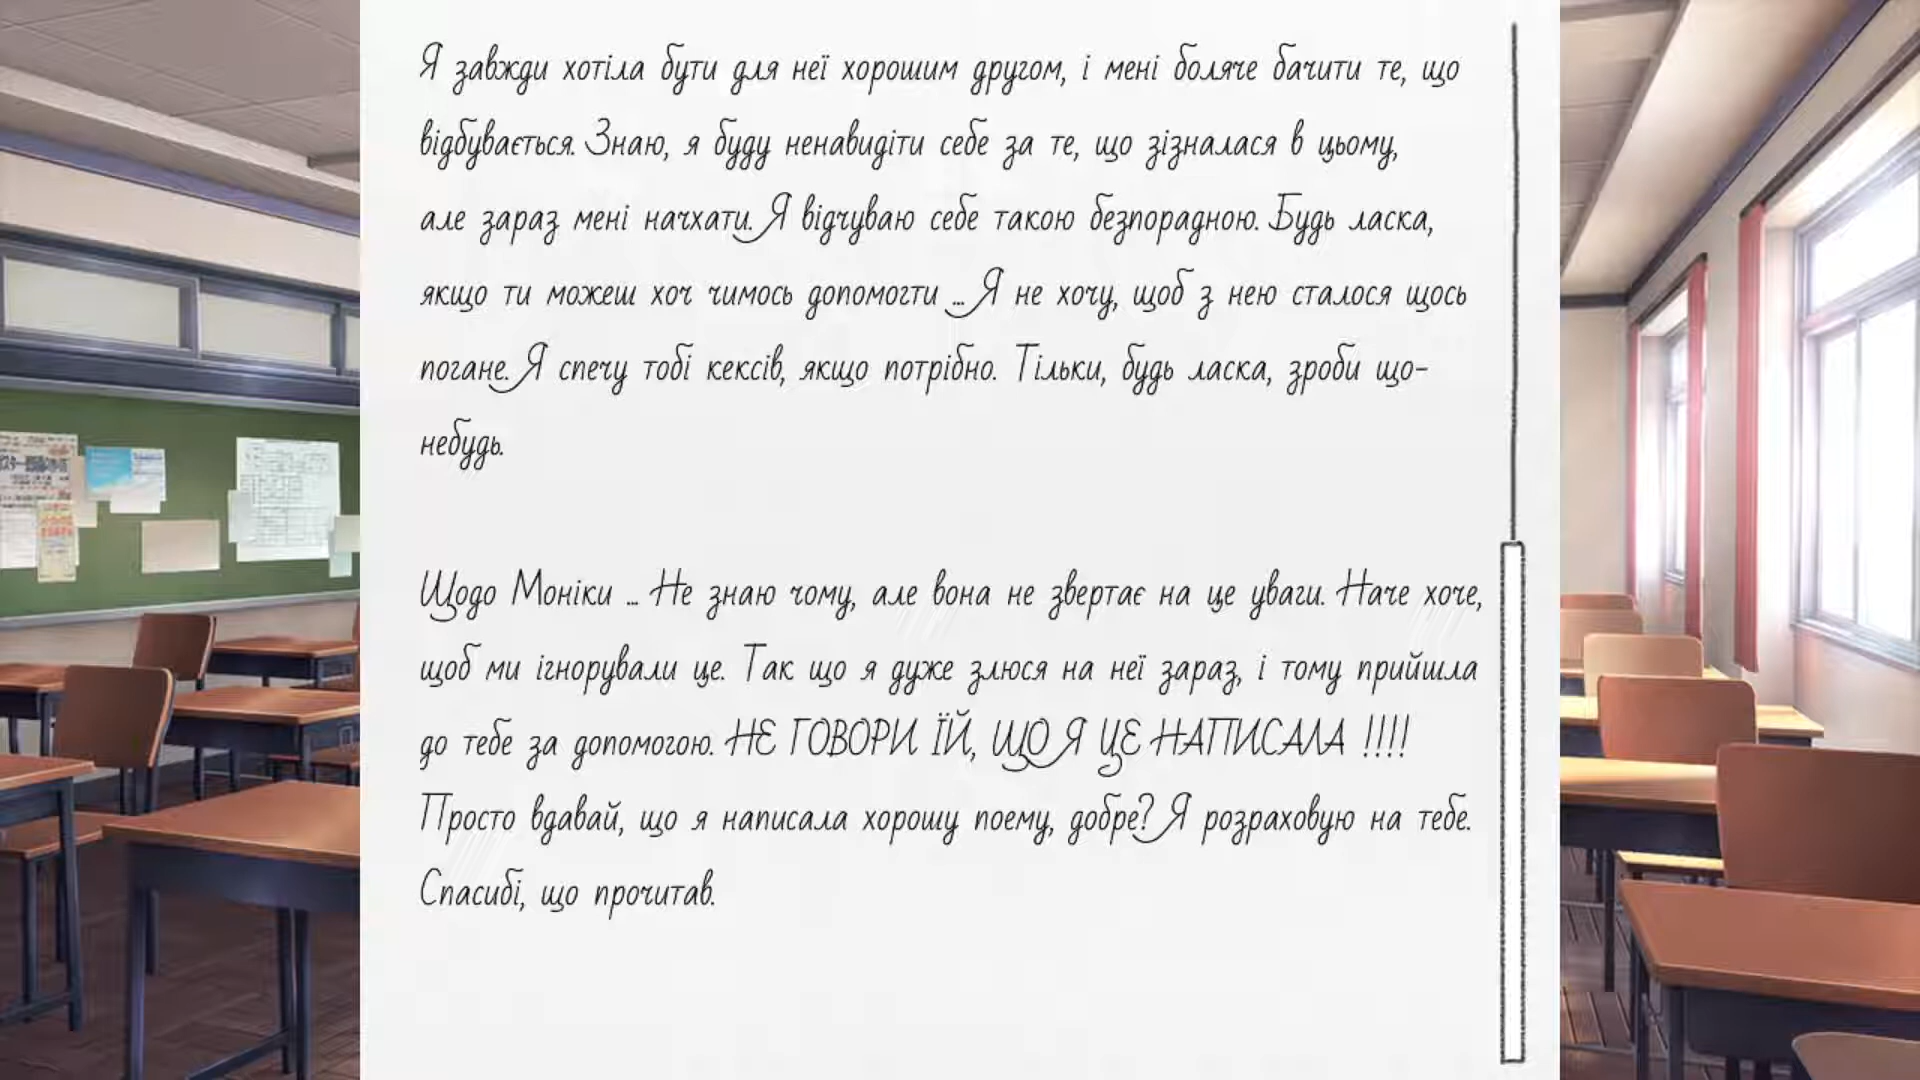 Я завжди хотіла бути для неї хорошим другом, і мені боляче бачити те, що
відбувається. Знаю, я буду ненавидіти себе за те, що зізналася в цьому,
але зараз мені начхати. Я відчуваю себе такою безпорадною. Будь ласка,
якщо ти можеш хоч чимось допомогти ... Я не хочу, щоб з нею сталося щось
погане. Я спечу тобі кексів, якщо потрібно. Тільки, будь ласка, зроби що-
небудь.
Щодо Моніки ... Не знаю чому, але вона не звертає на це уваги. Наче хоче,
щоб ми ігнорували це. Так що я дуже злюся на неї зараз, і тому прийшла
до тебе за допомогою. НЕ ГОВОРИ ЇЙ, ЩО Я ЦЕ НАПИСАЛА !!!!
Просто вдавай, що я написала хорошу поему, добре? Я розраховую на тебе.
Спасибі, що прочитав.